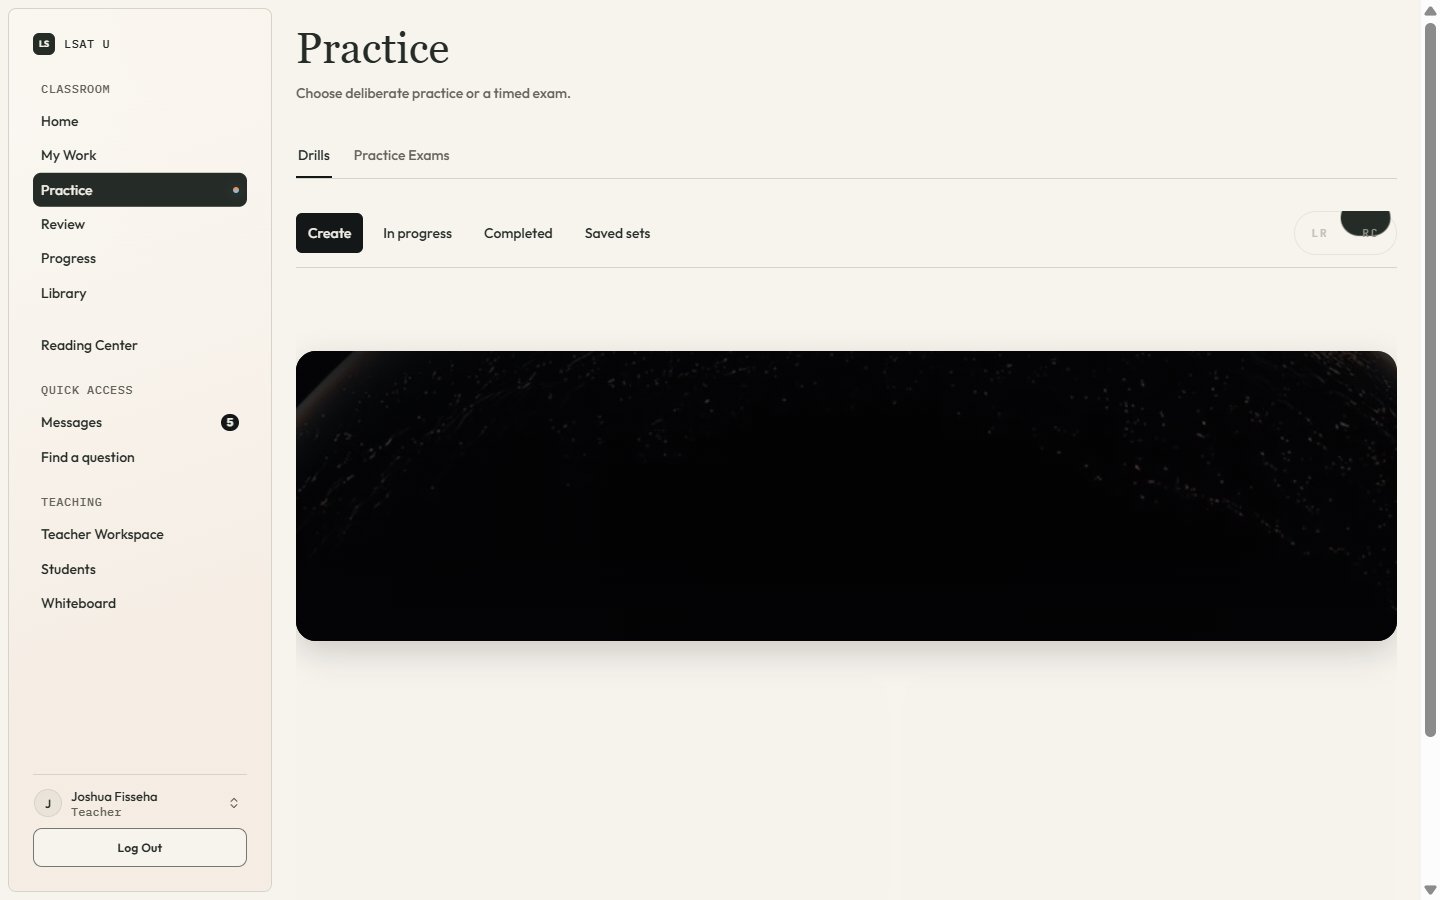 LS LSAT U
CLASSROOM
Home
My Work
Practice
Review
Progress
Library
Reading Center
QUICK ACCESS
Messages 5
Find a question
TEACHING
Teacher Workspace
Students
Whiteboard
J Joshua Fisseha
Teacher
Log Out
Practice
Choose deliberate practice or a timed exam.
Drills Practice Exams
Create In progress Completed Saved sets LR RC